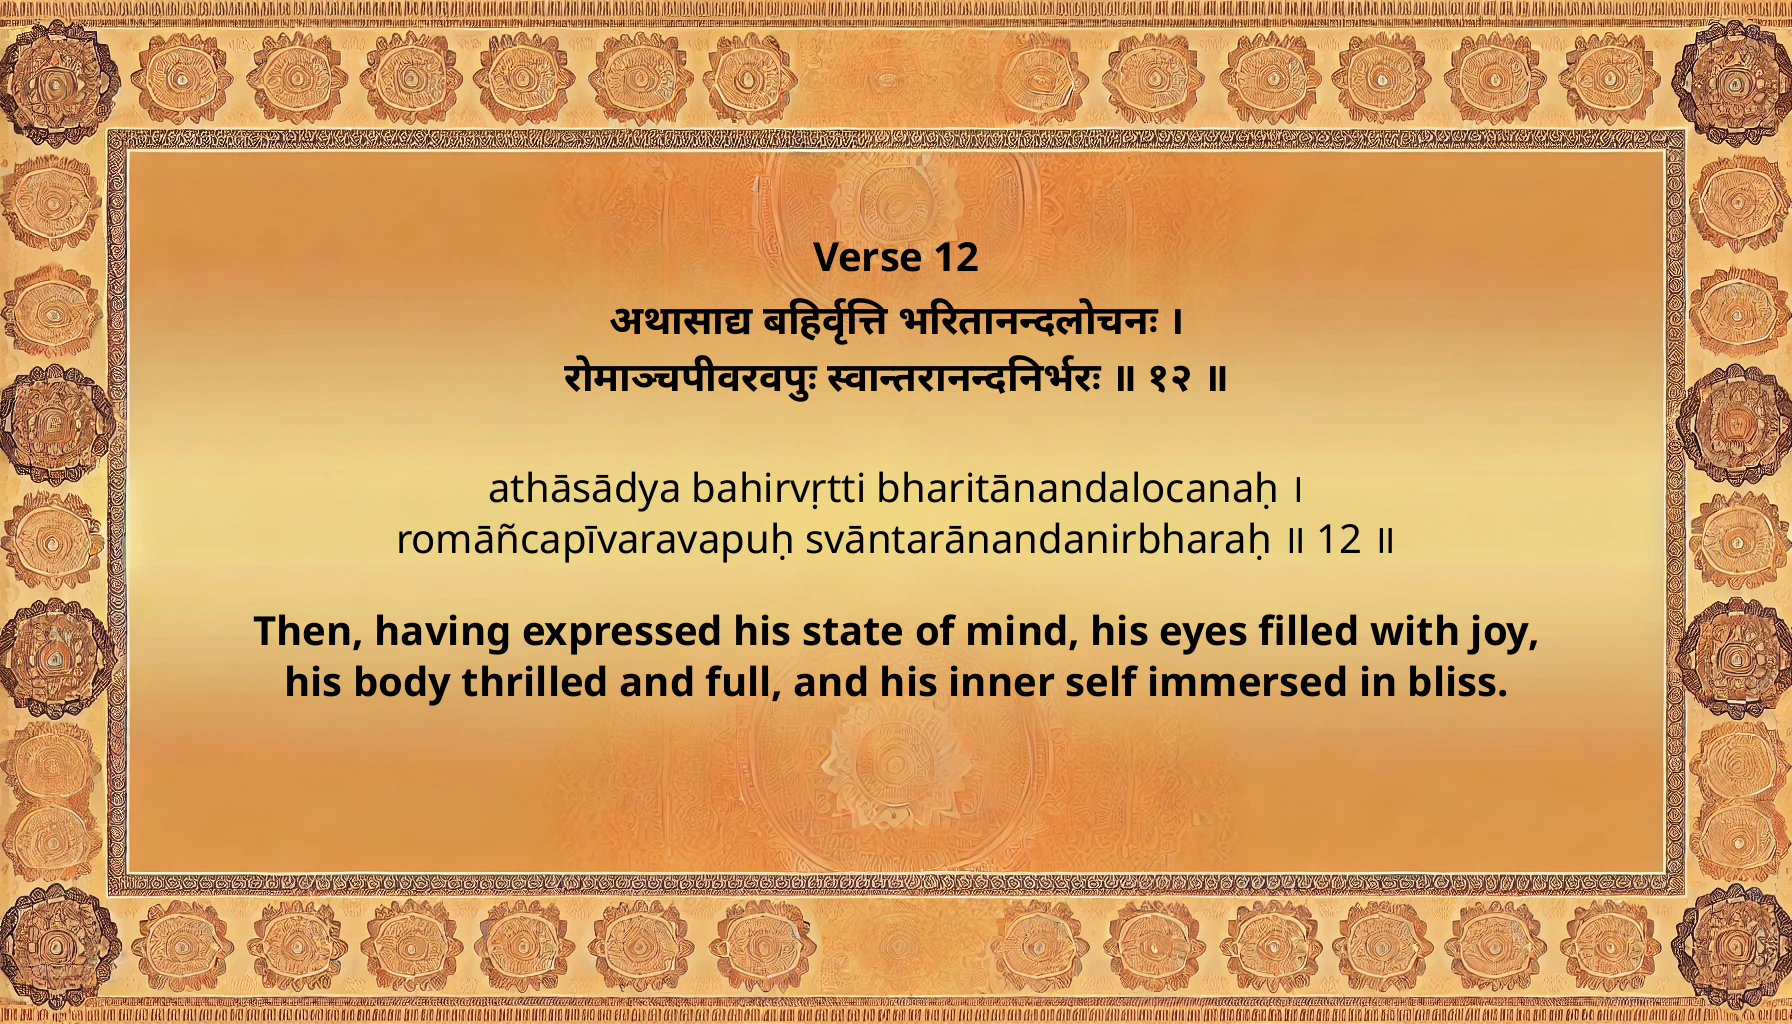 Verse 12
अथासाद्य बहिर्वृत्ति भरितानन्दलोचनः ।
रोमाञ्चपीवरवपुः स्वान्तरानन्दनिर्भरः ॥ १२ ॥
athāsādya bahirvṛtti bharitānandalocanaḥ ।
romāñcapīvaravapuḥ svāntarānandanirbharaḥ ॥ 12 ॥
Then, having expressed his state of mind, his eyes filled with joy,
his body thrilled and full, and his inner self immersed in bliss.